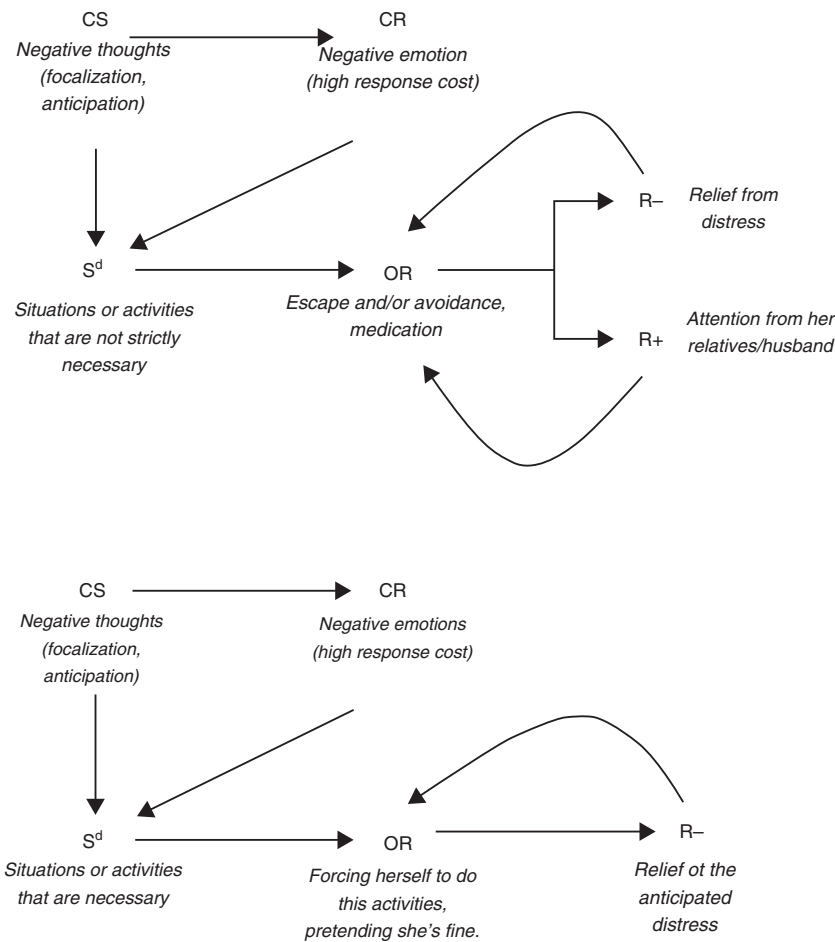 CS
CR
Negative thoughts
(focalization,
anticipation)
Negative emotion
(high response cost)
R–
Relief from
distress
S^d
OR
Situations or activities
that are not strictly
necessary
Escape and/or avoidance,
medication
R+
Attention from her
relatives/husband
CS
CR
Negative thoughts
(focalization,
anticipation)
Negative emotions
(high response cost)
S^d
OR
R–
Situations or activities
that are necessary
Forcing herself to do
this activities,
pretending she's fine.
Relief ot the
anticipated
distress